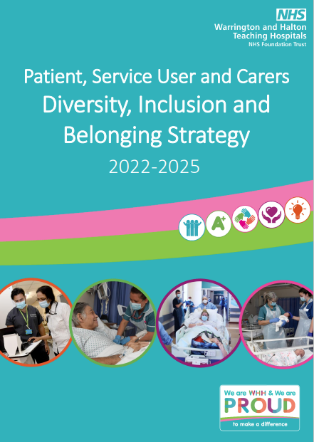 NHS
Warrington and Halton
Teaching Hospitals
NHS Foundation Trust
Patient, Service User and Carers
Diversity, Inclusion and
Belonging Strategy
2022-2025
A+
We are WHH & We are
PROUD
to make a difference